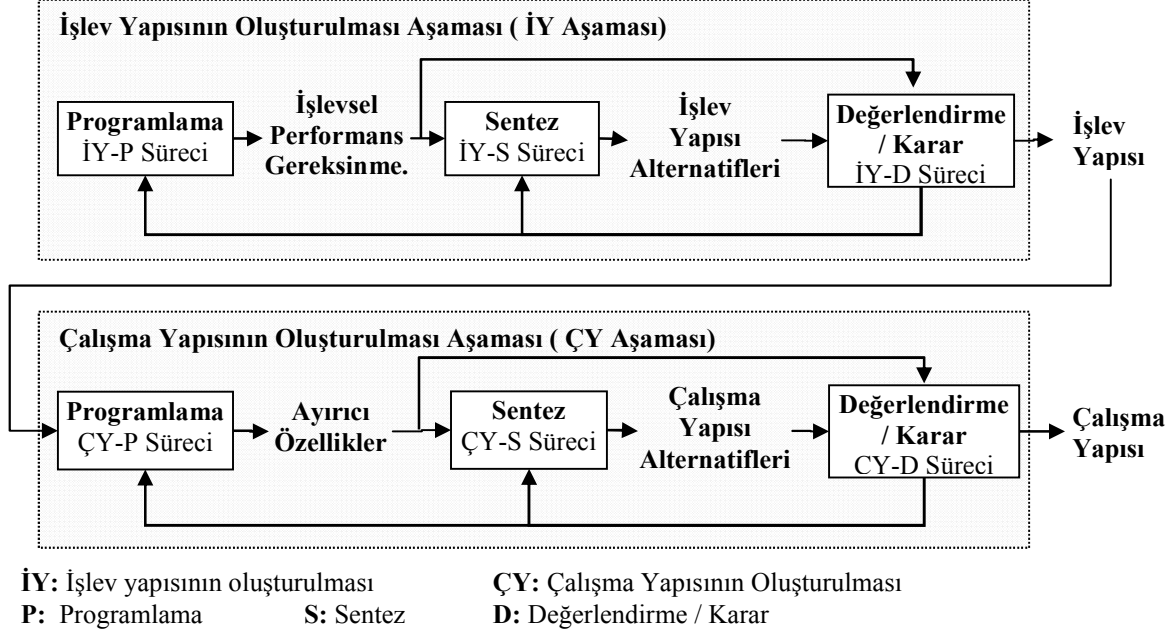 İşlev Yapısının Oluşturulması Aşaması ( İY Aşaması)
Programlama
İY-P Süreci
İşlevsel
Performans
Gereksinme.
Sentez
İY-S Süreci
İşlev
Yapısı
Alternatifleri
Değerlendirme
/ Karar
İY-D Süreci
İşlev
Yapısı
Çalışma Yapısının Oluşturulması Aşaması ( ÇY Aşaması)
Programlama
ÇY-P Süreci
Ayırıcı
Özellikler
Sentez
ÇY-S Süreci
Çalışma
Yapısı
Alternatifleri
Değerlendirme
/ Karar
CY-D Süreci
Çalışma
Yapısı
İY: İşlev yapısının oluşturulması ÇY: Çalışma Yapısının Oluşturulması
P: Programlama S: Sentez D: Değerlendirme / Karar